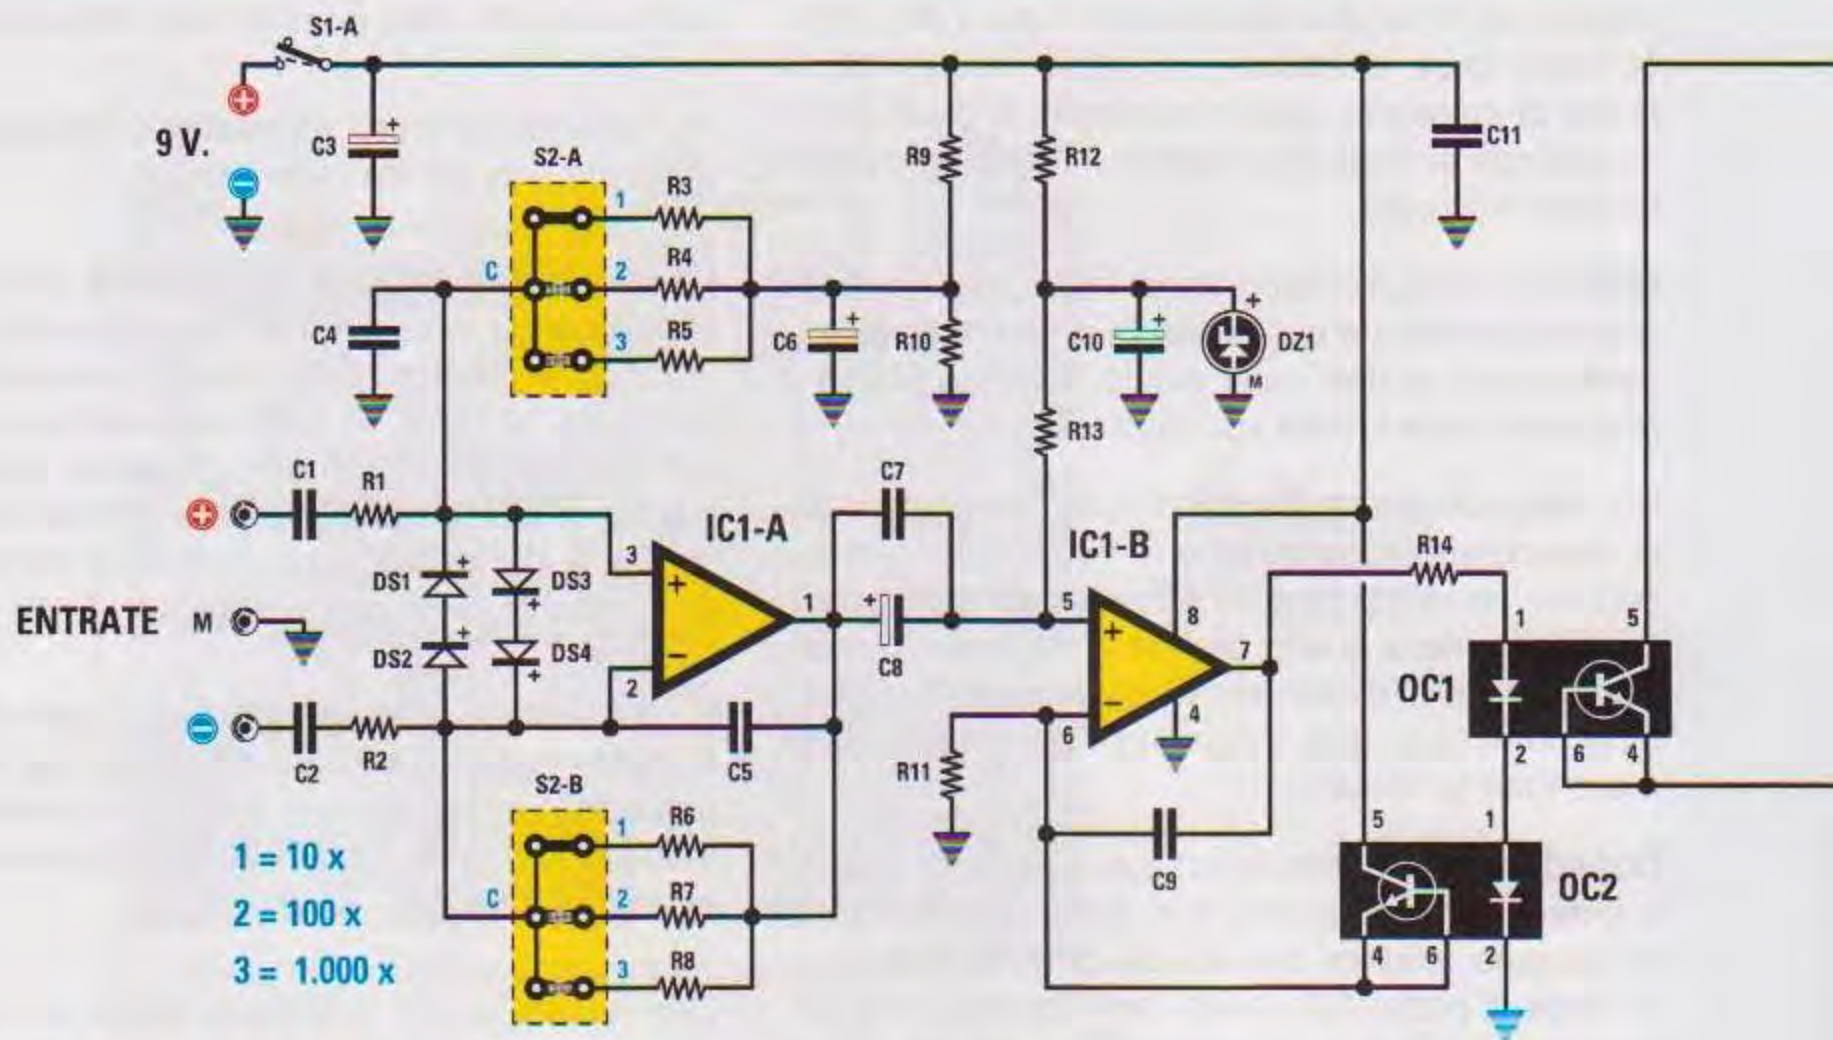 S1-A
9 V.
+
C3
S2-A
1
R3
C
2
R4
3
R5
C4
+
C6
R9
R10
R12
+
C10
+
DZ1
M
R13
C11
C1
R1
DS1
+
DS3
+
DS2
+
DS4
+
ENTRATE
M
C2
R2
IC1-A
3
+
−
2
1
C7
+
C8
C5
IC1-B
5
+
−
6
8
7
4
R11
C9
R14
S2-B
1
R6
C
2
R7
3
R8
1 = 10 x
2 = 100 x
3 = 1.000 x
OC1
1
5
2
6
4
OC2
5
1
4
6
2